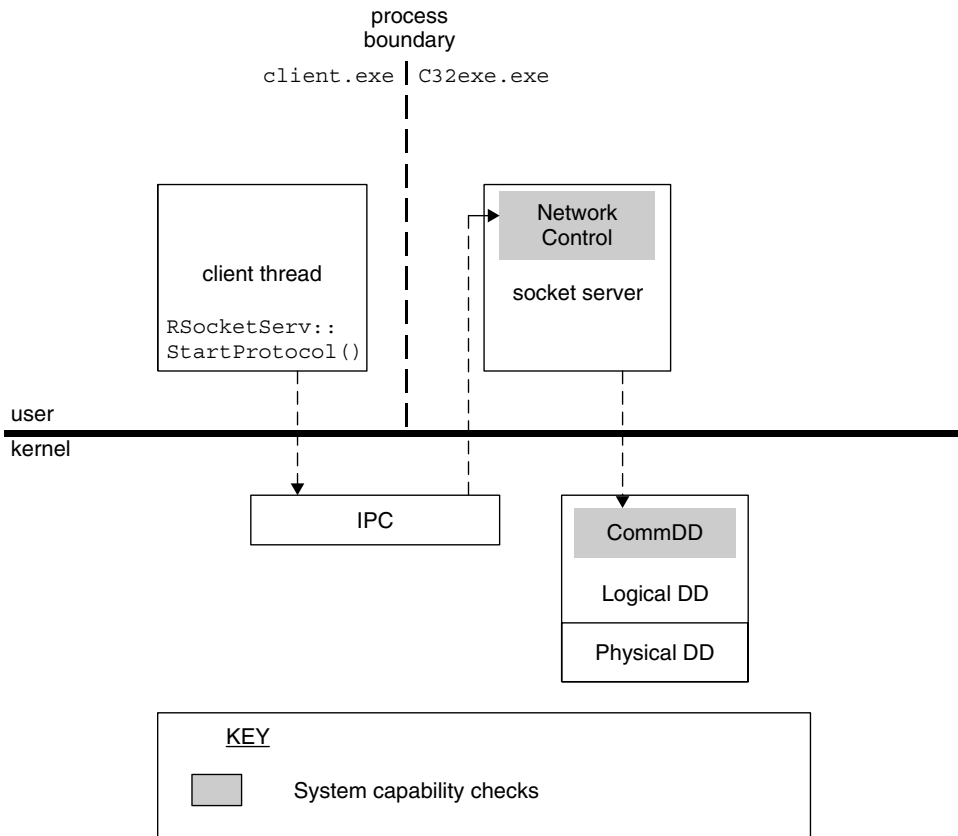 process
boundary
client.exe
C32exe.exe
Network
Control
client thread
socket server
RSocketServ::
StartProtocol()
user
kernel
IPC
CommDD
Logical DD
Physical DD
KEY
System capability checks